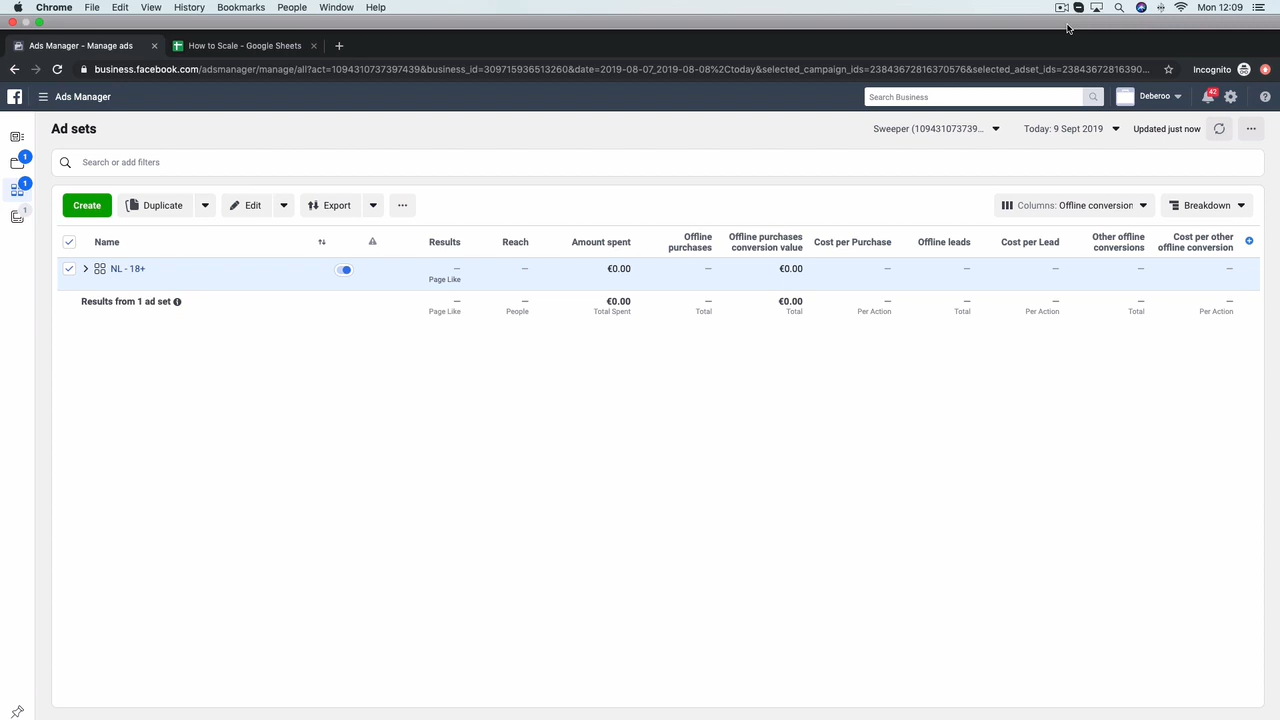 Chrome File Edit View History Bookmarks People Window Help Mon 12:09
Ads Manager - Manage ads How to Scale - Google Sheets
business.facebook.com/adsmanager/manage/all?act=109431073739743​9&business_id=309715936513260&date=2019-08-07_2019-08-08%2Ctoday&selected_campaign_ids=23843672816370576&selected_adset_ids=23843672816390... Incognito
Ads Manager Search Business Deberoo 42
Ad sets Sweeper (109431073739... Today: 9 Sept 2019 Updated just now
1
Search or add filters
1
Create Duplicate Edit Export Columns: Offline conversion Breakdown
1
Name Results Reach Amount spent Offline purchases Offline purchases conversion value Cost per Purchase Offline leads Cost per Lead Other offline conversions Cost per other offline conversion
NL - 18+ — — €0.00 — €0.00 — — — — —
Page Like
Results from 1 ad set — — €0.00 — €0.00 — — — — —
Page Like People Total Spent Total Total Per Action Total Per Action Total Per Action